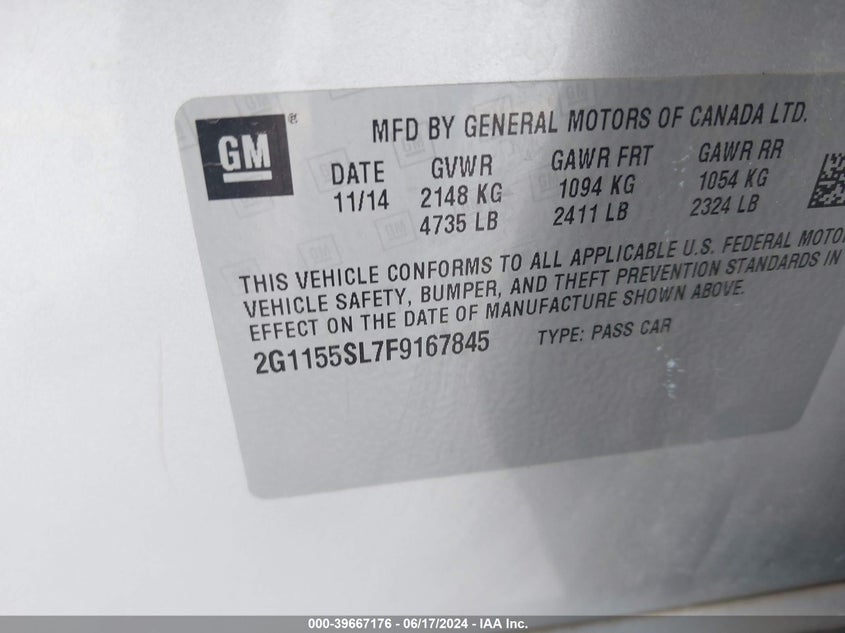 GM ®
MFD BY GENERAL MOTORS OF CANADA LTD.
DATE GVWR GAWR FRT GAWR RR
11/14 2148 KG 1094 KG 1054 KG
4735 LB 2411 LB 2324 LB
THIS VEHICLE CONFORMS TO ALL APPLICABLE U.S. FEDERAL MOTOR
VEHICLE SAFETY, BUMPER, AND THEFT PREVENTION STANDARDS IN
EFFECT ON THE DATE OF MANUFACTURE SHOWN ABOVE.
2G1155SL7F9167845 TYPE: PASS CAR
000-39667176 - 06/17/2024 - IAA Inc.